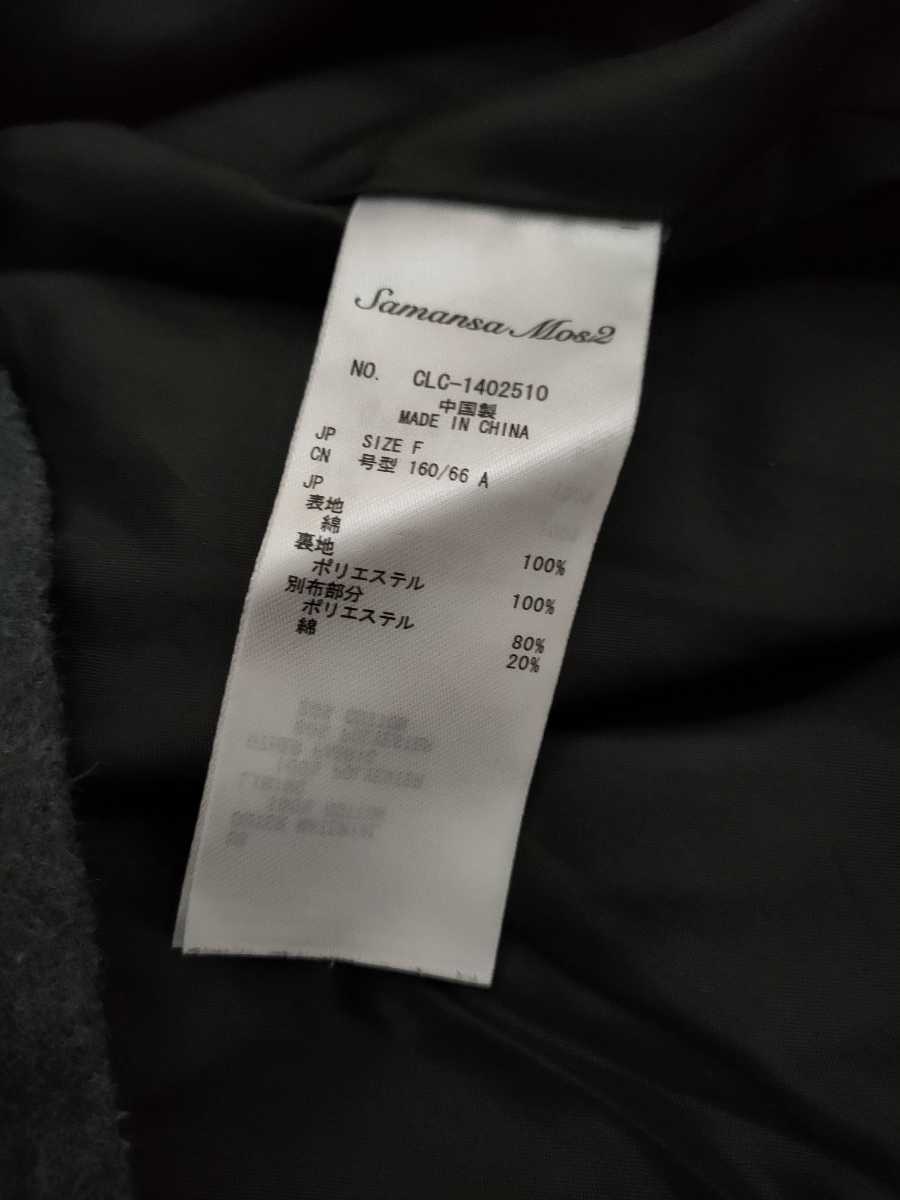 Samansa Mos2
NO. CLC-1402510
中国製
MADE IN CHINA
JP SIZE F
CN 号型 160/66 A
JP
表地
綿 100%
裏地
ポリエステル 100%
別布部分
ポリエステル 80%
綿 20%